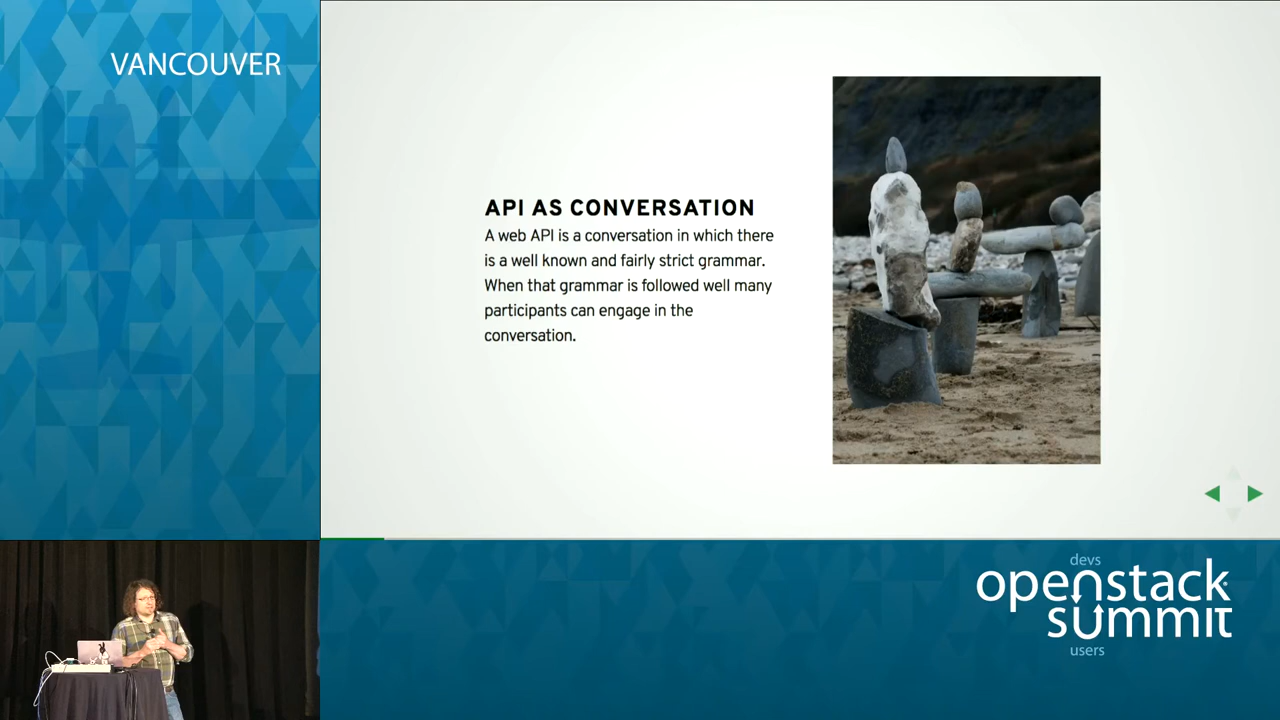 VANCOUVER
API AS CONVERSATION
A web API is a conversation in which there
is a well known and fairly strict grammar.
When that grammar is followed well many
participants can engage in the
conversation.
devs
openstack
summit
users